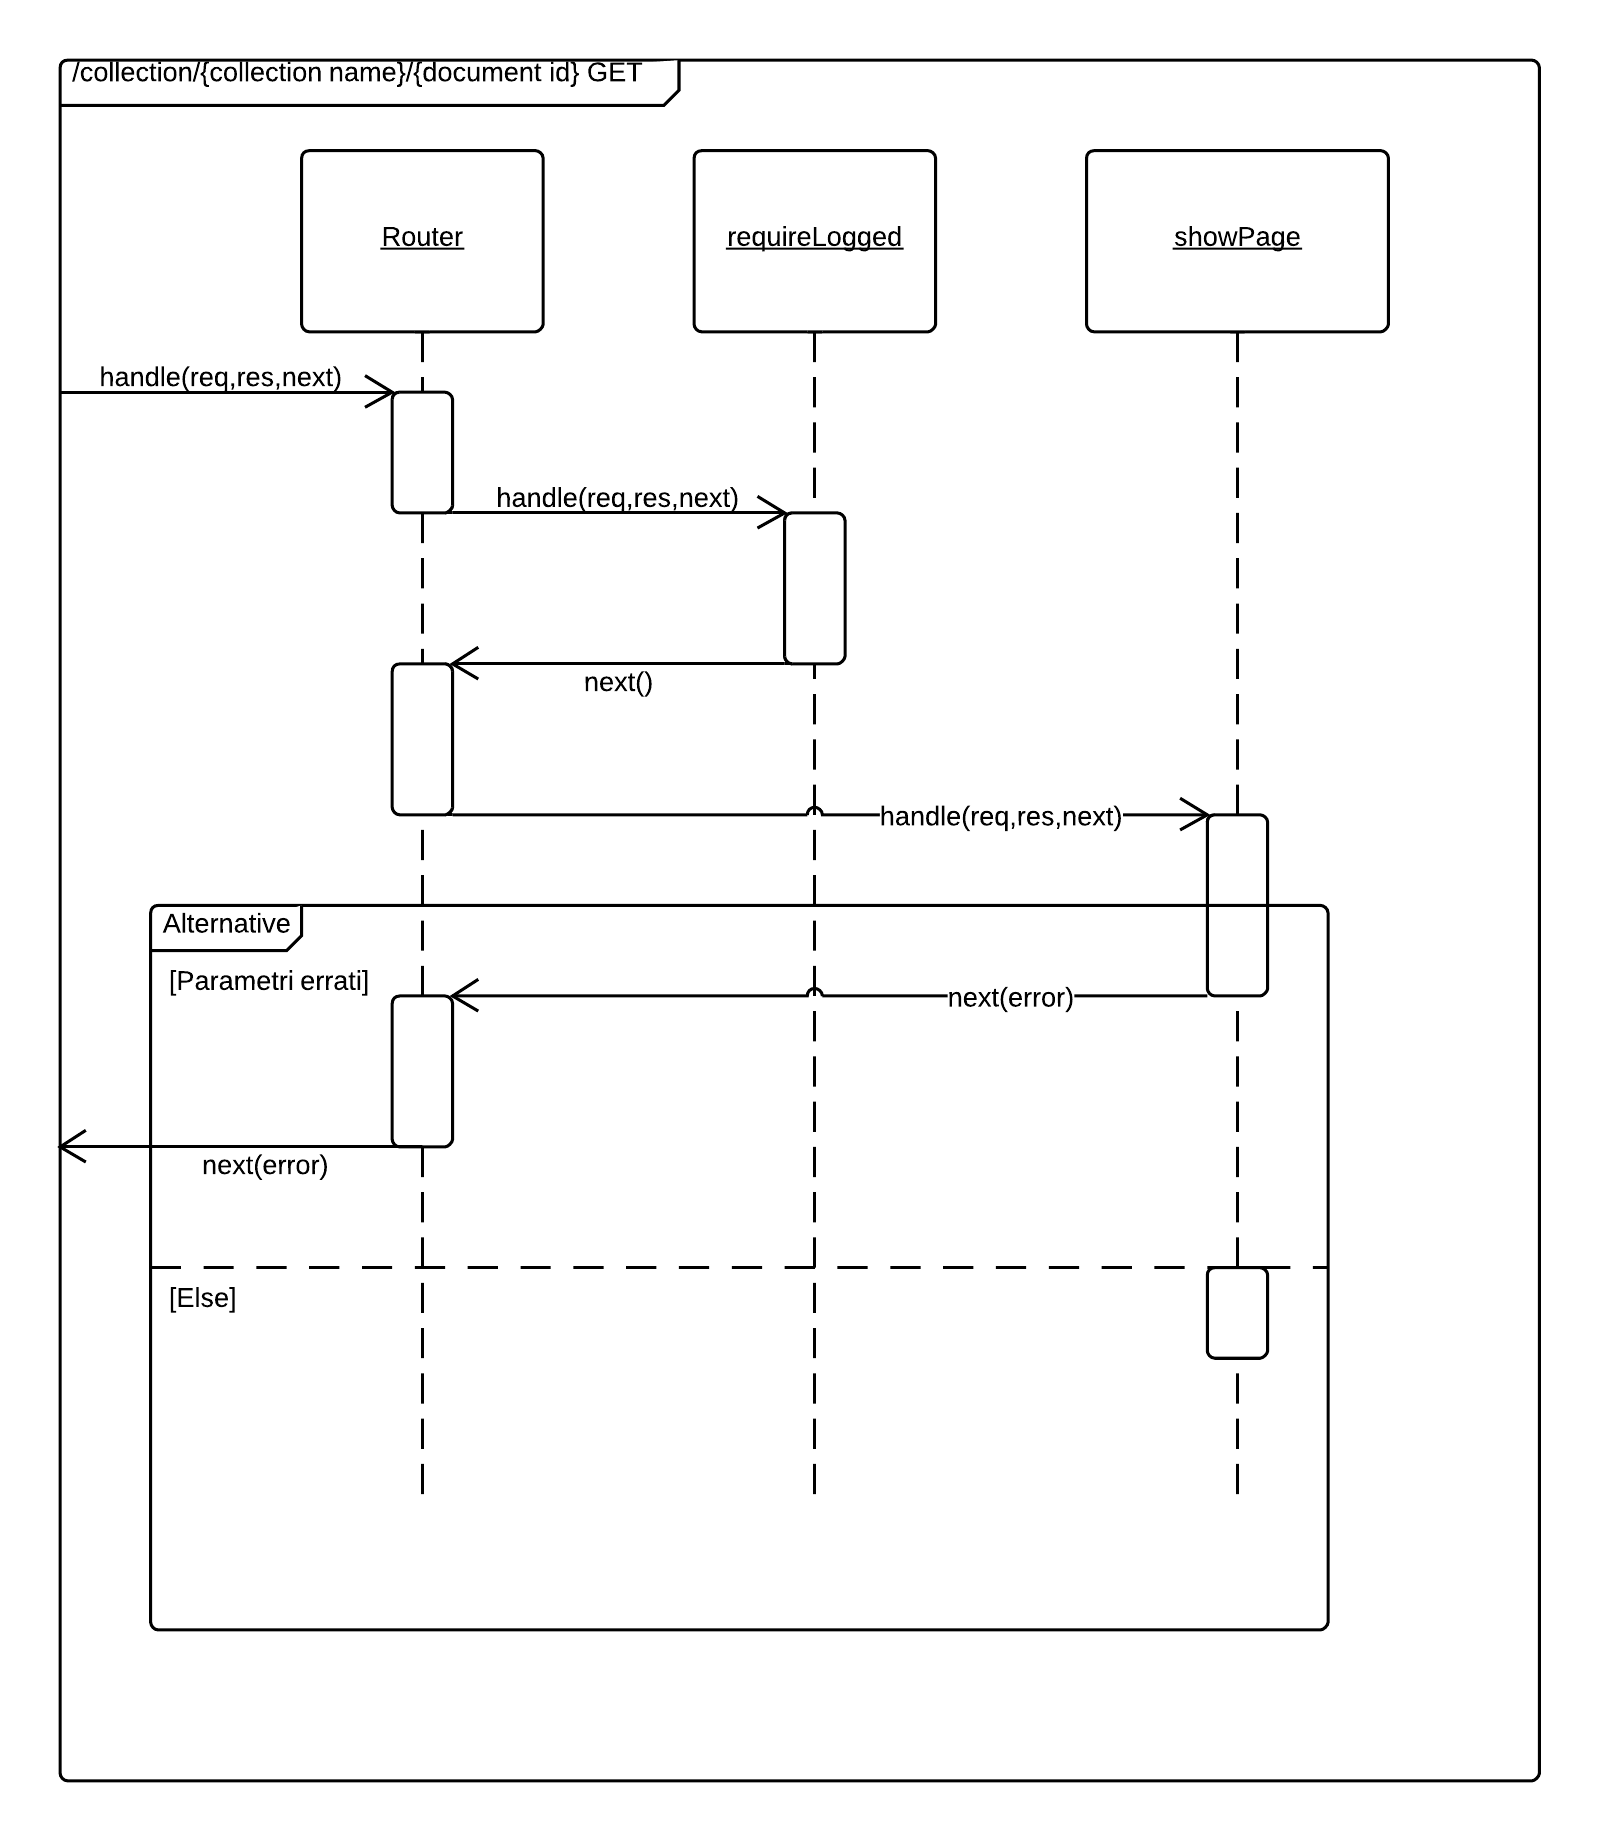 /collection/{collection name}/{document id} GET
Router
requireLogged
showPage
handle(req,res,next)
handle(req,res,next)
next()
handle(req,res,next)
Alternative
[Parametri errati]
next(error)
next(error)
[Else]